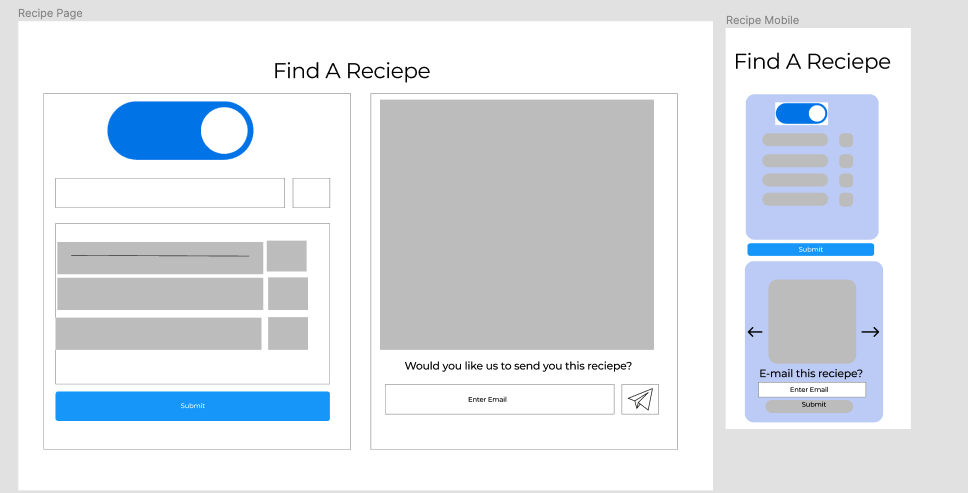 Recipe Page
Find A Reciepe
Submit
Would you like us to send you this reciepe?
Enter Email
Recipe Mobile
Find A Reciepe
Submit
E-mail this reciepe?
Enter Email
Submit